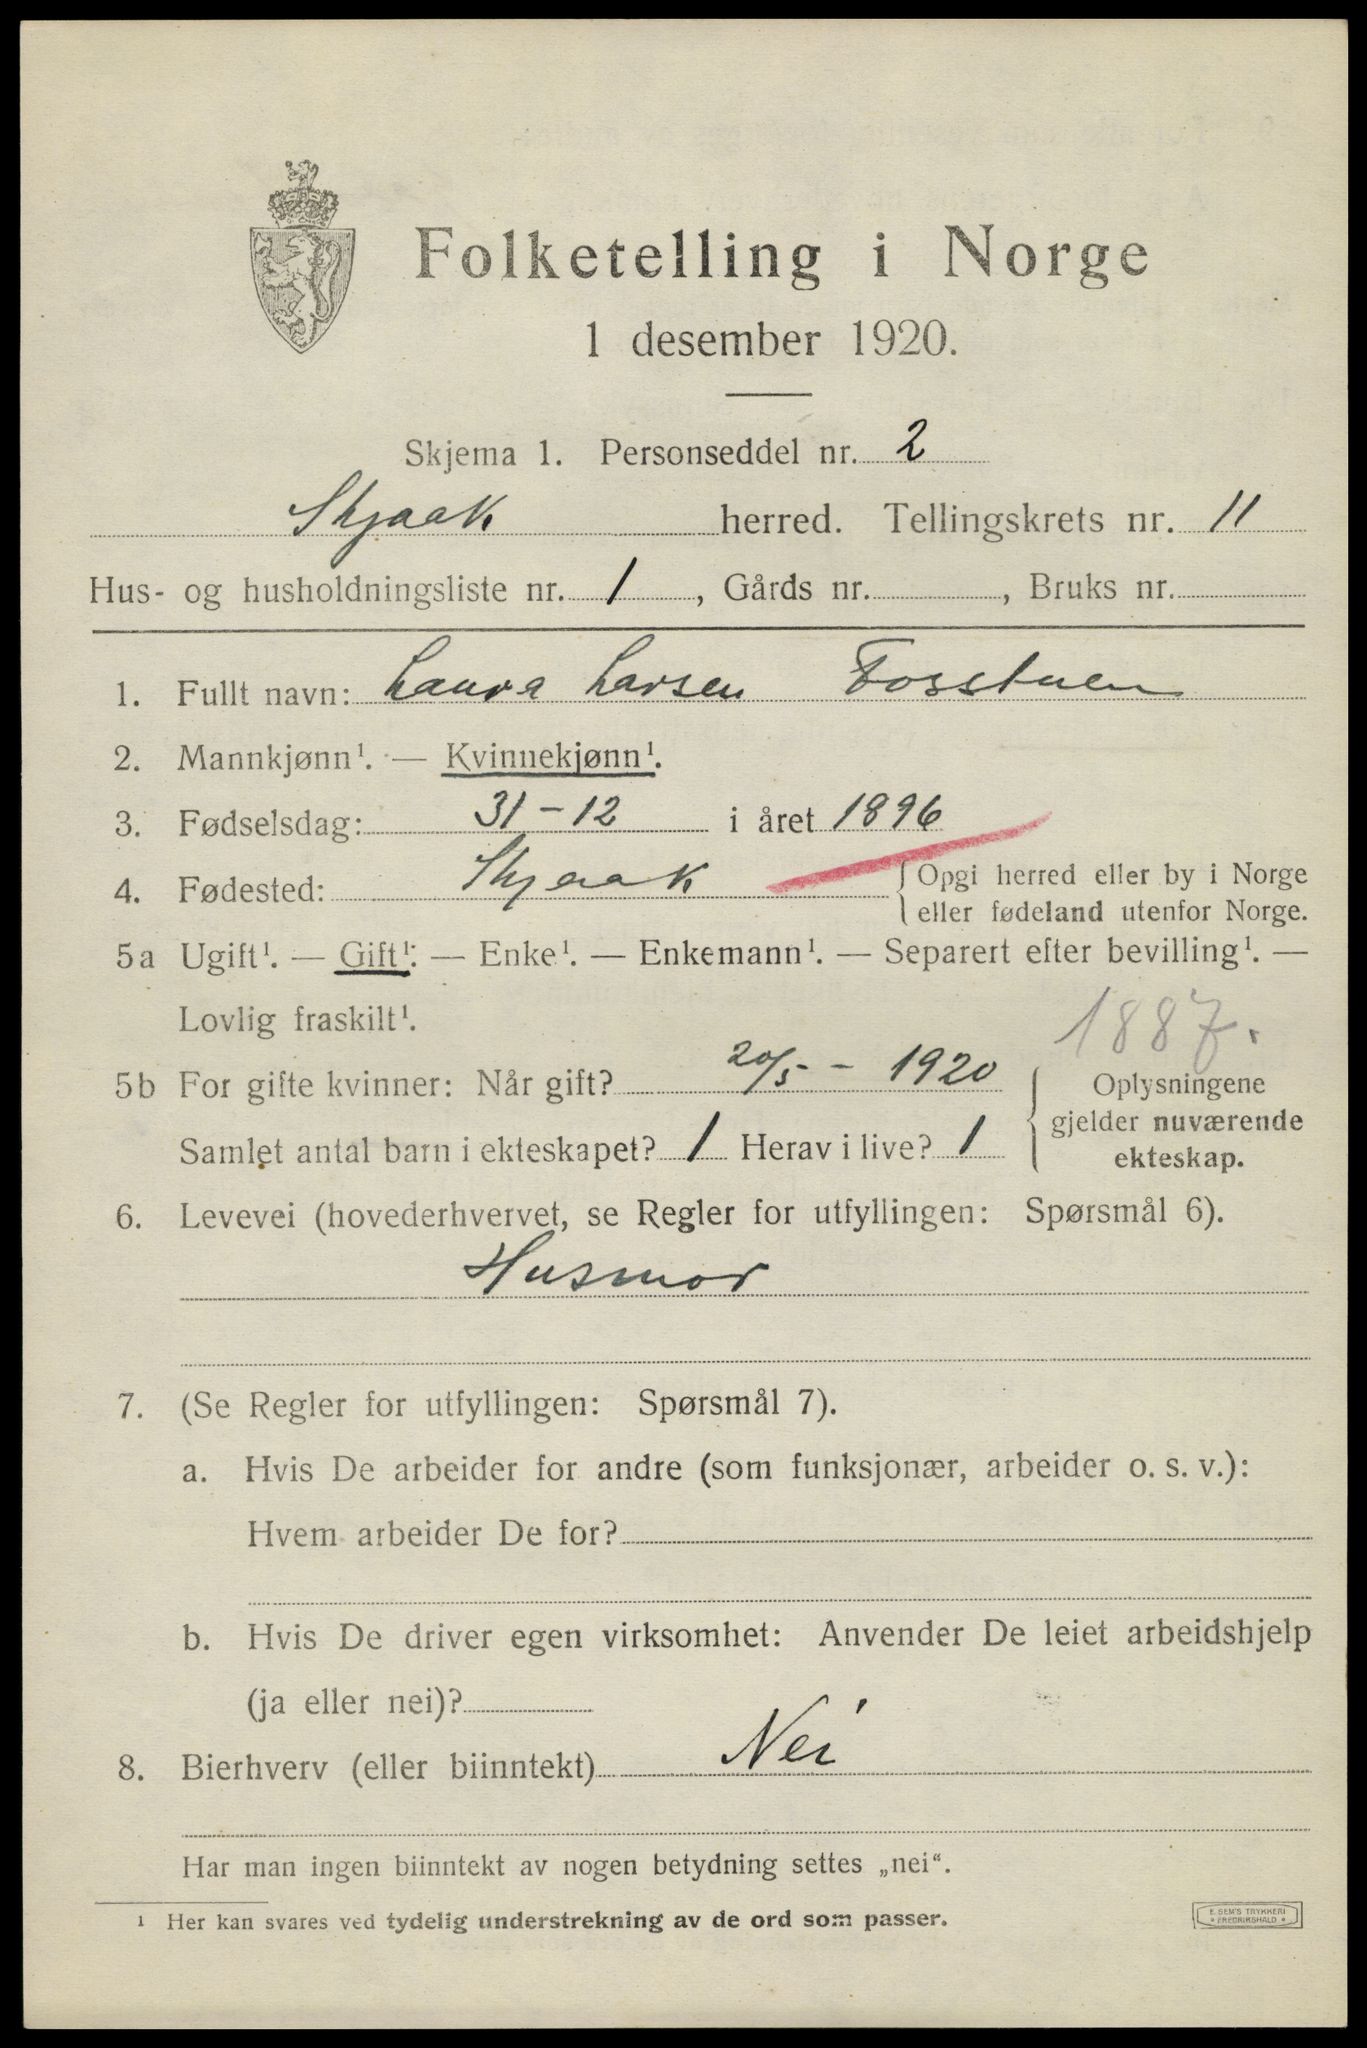 Folketelling i Norge
1 desember 1920.
Skjema 1. Personseddel nr. 2
Skjaak herred. Tellingskrets nr. 11
Hus- og husholdningsliste nr. 1, Gårds nr. , Bruks nr.
1. Fullt navn: Laura Larsen Fosstuen
2. Mannkjønn¹. — Kvinnekjønn¹.
3. Fødselsdag: 31-12 i året 1896
4. Fødested: Skjaak {Opgi herred eller by i Norge
eller fødeland utenfor Norge.
5a Ugift¹. — Gift¹. — Enke¹. — Enkemann¹. — Separert efter bevilling¹. —
Lovlig fraskilt¹.
1887.
5b For gifte kvinner: Når gift? 20/5 - 1920 {Oplysningene
gjelder nuværende
Samlet antal barn i ekteskapet? 1 Herav i live? 1
ekteskap.
6. Levevei (hovederhvervet, se Regler for utfyllingen: Spørsmål 6).
Husmor
7. (Se Regler for utfyllingen: Spørsmål 7).
a. Hvis De arbeider for andre (som funksjonær, arbeider o. s. v.):
Hvem arbeider De for?
b. Hvis De driver egen virksomhet: Anvender De leiet arbeidshjelp
(ja eller nei)?
8. Bierhverv (eller biinntekt) Nei
Har man ingen biinntekt av nogen betydning settes „nei“.
¹ Her kan svares ved tydelig understrekning av de ord som passer.
E. SEM'S TRYKKERI
FREDRIKSHALD